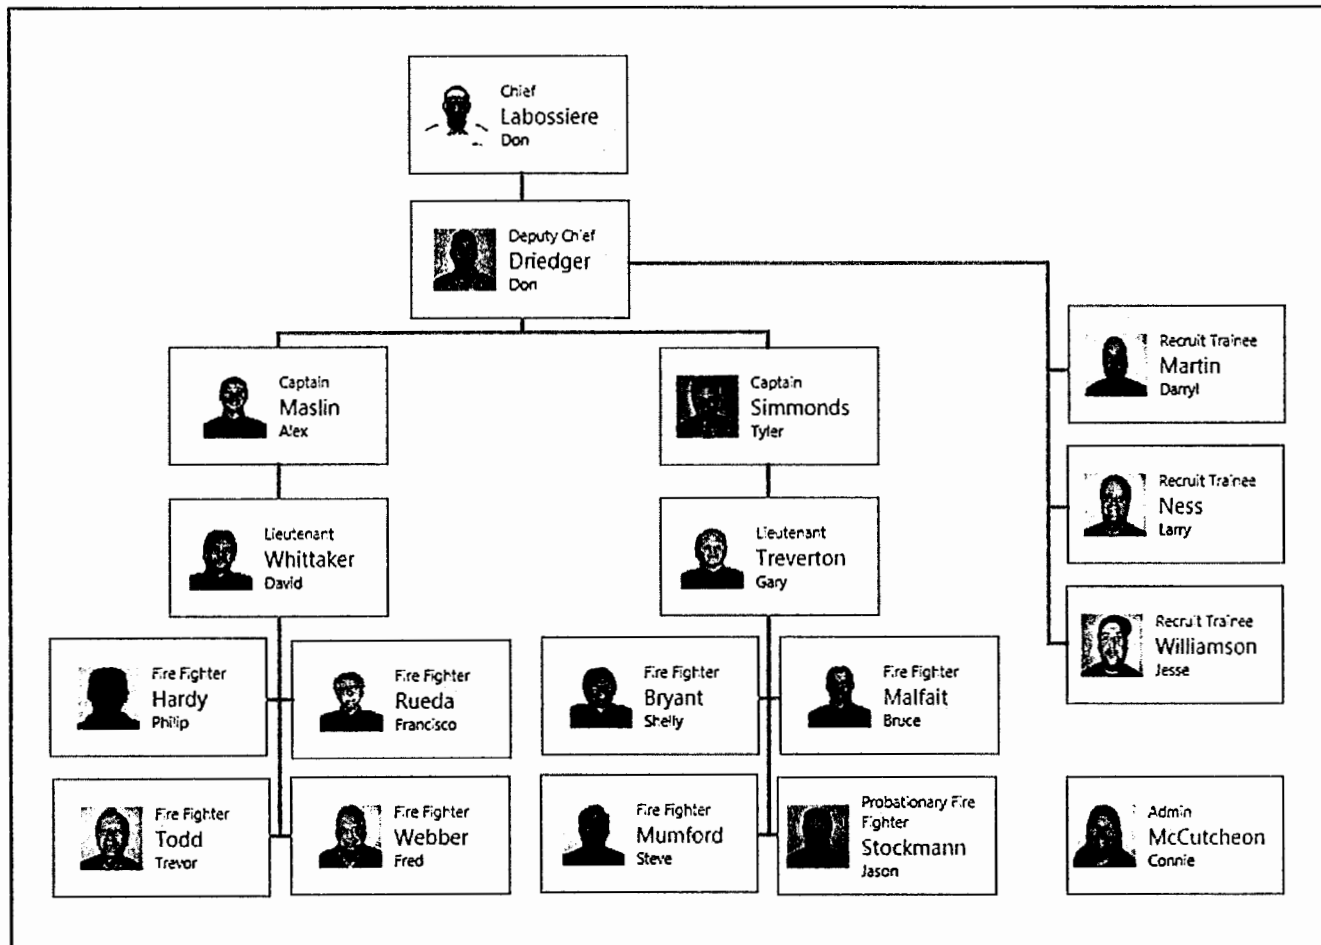 Chief
Labossiere
Don
Deputy Chief
Driedger
Don
Captain
Maslin
Alex
Captain
Simmonds
Tyler
Recruit Trainee
Martin
Darryl
Lieutenant
Whittaker
David
Lieutenant
Treverton
Gary
Recruit Trainee
Ness
Larry
Recruit Trainee
Williamson
Jesse
Fire Fighter
Hardy
Philip
Fire Fighter
Rueda
Francisco
Fire Fighter
Bryant
Shelly
Fire Fighter
Malfait
Bruce
Fire Fighter
Todd
Trevor
Fire Fighter
Webber
Fred
Fire Fighter
Mumford
Steve
Probationary Fire
Fighter
Stockmann
Jason
Admin
McCutcheon
Connie